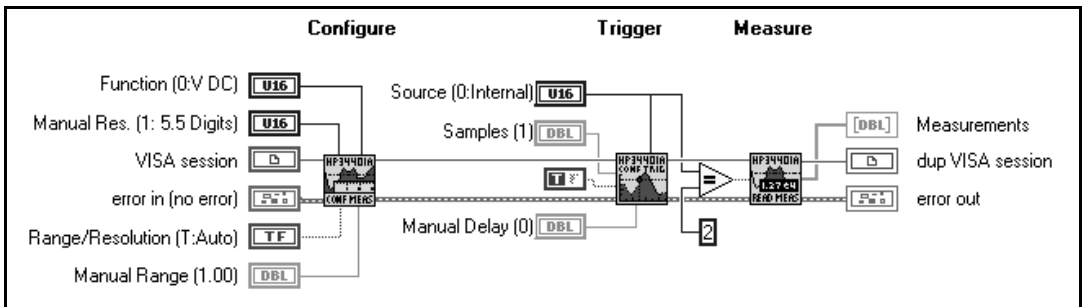 Configure Trigger Measure
Function (0:V DC) U16
Manual Res. (1: 5.5 Digits) U16
VISA session
error in (no error)
Range/Resolution (T:Auto) TF
Manual Range (1.00) DBL
HP34401A
CONF MEAS
Source (0:Internal) U16
Samples (1) DBL
T
Manual Delay (0) DBL
HP34401A
CONF TRIG
=
2
HP34401A
READ MEAS
[DBL] Measurements
dup VISA session
error out